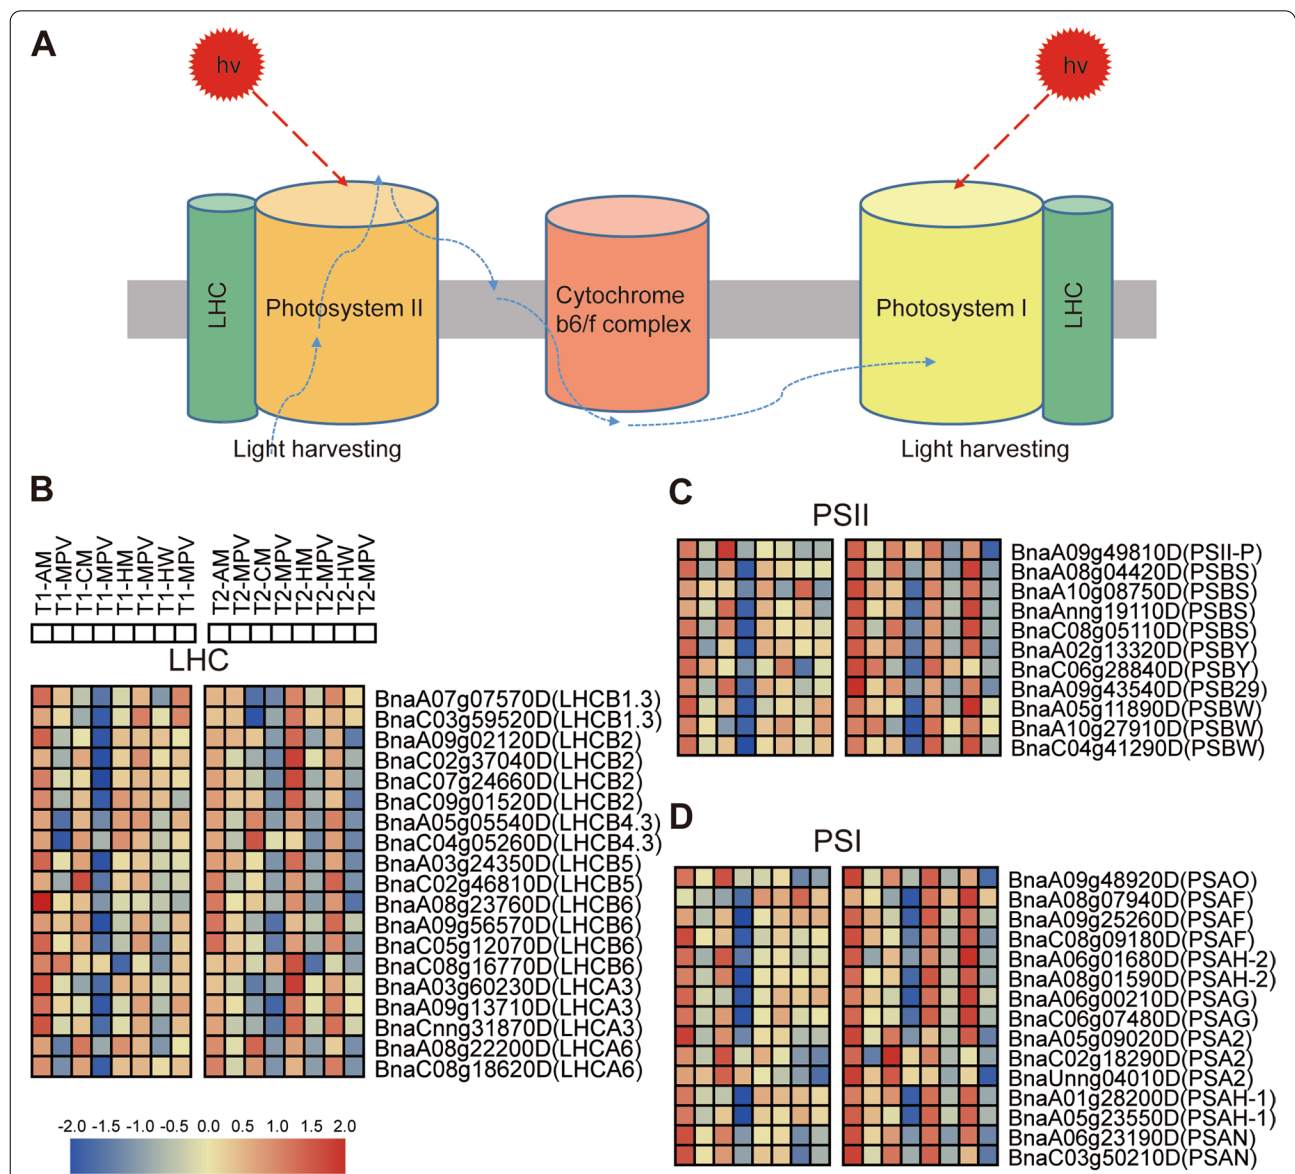 A
hv
hv
LHC
Photosystem II
Cytochrome
b6/f complex
Photosystem I
LHC
Light harvesting
Light harvesting
B
T1-AM
T1-MPV
T1-CM
T1-MPV
T1-HM
T1-MPV
T1-HW
T1-MPV
T2-AM
T2-MPV
T2-CM
T2-MPV
T2-HM
T2-MPV
T2-HW
T2-MPV
LHC
BnaA07g07570D(LHCB1.3)
BnaC03g59520D(LHCB1.3)
BnaA09g02120D(LHCB2)
BnaC02g37040D(LHCB2)
BnaC07g24660D(LHCB2)
BnaC09g01520D(LHCB2)
BnaA05g05540D(LHCB4.3)
BnaC04g05260D(LHCB4.3)
BnaA03g24350D(LHCB5)
BnaC02g46810D(LHCB5)
BnaA08g23760D(LHCB6)
BnaA09g56570D(LHCB6)
BnaC05g12070D(LHCB6)
BnaC08g16770D(LHCB6)
BnaA03g60230D(LHCA3)
BnaA09g13710D(LHCA3)
BnaCnng31870D(LHCA3)
BnaA08g22200D(LHCA6)
BnaC08g18620D(LHCA6)
-2.0 -1.5 -1.0 -0.5 0.0 0.5 1.0 1.5 2.0
C
PSII
BnaA09g49810D(PSII-P)
BnaA08g04420D(PSBS)
BnaA10g08750D(PSBS)
BnaAnng19110D(PSBS)
BnaC08g05110D(PSBS)
BnaA02g13320D(PSBY)
BnaC06g28840D(PSBY)
BnaA09g43540D(PSB29)
BnaA05g11890D(PSBW)
BnaA10g27910D(PSBW)
BnaC04g41290D(PSBW)
D
PSI
BnaA09g48920D(PSAO)
BnaA08g07940D(PSAF)
BnaA09g25260D(PSAF)
BnaC08g09180D(PSAF)
BnaA06g01680D(PSAH-2)
BnaA08g01590D(PSAH-2)
BnaA06g00210D(PSAG)
BnaC06g07480D(PSAG)
BnaA05g09020D(PSA2)
BnaC02g18290D(PSA2)
BnaUnng04010D(PSA2)
BnaA01g28200D(PSAH-1)
BnaA05g23550D(PSAH-1)
BnaA06g23190D(PSAN)
BnaC03g50210D(PSAN)